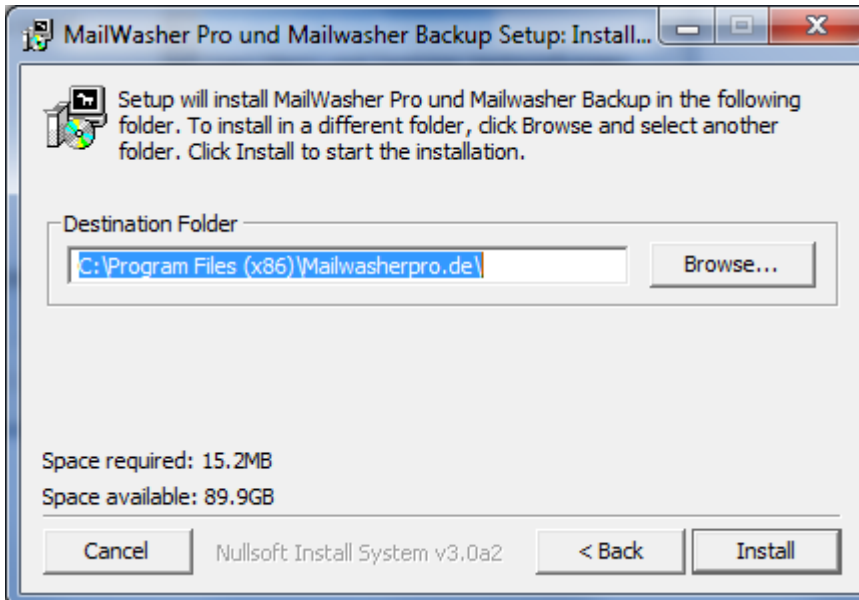 MailWasher Pro und Mailwasher Backup Setup: Install...
Setup will install MailWasher Pro und Mailwasher Backup in the following
folder. To install in a different folder, click Browse and select another
folder. Click Install to start the installation.
Destination Folder
C:\Program Files (x86)\Mailwasherpro.de\
Browse...
Space required: 15.2MB
Space available: 89.9GB
Cancel
Nullsoft Install System v3.0a2
< Back
Install